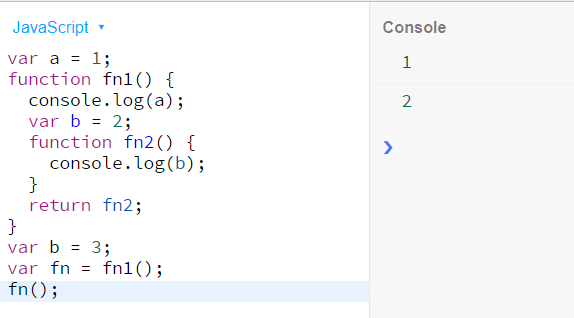 JavaScript ▾
var a = 1;
function fn1() {
  console.log(a);
  var b = 2;
  function fn2() {
    console.log(b);
  }
  return fn2;
}
var b = 3;
var fn = fn1();
fn();
Console
1
2
❯